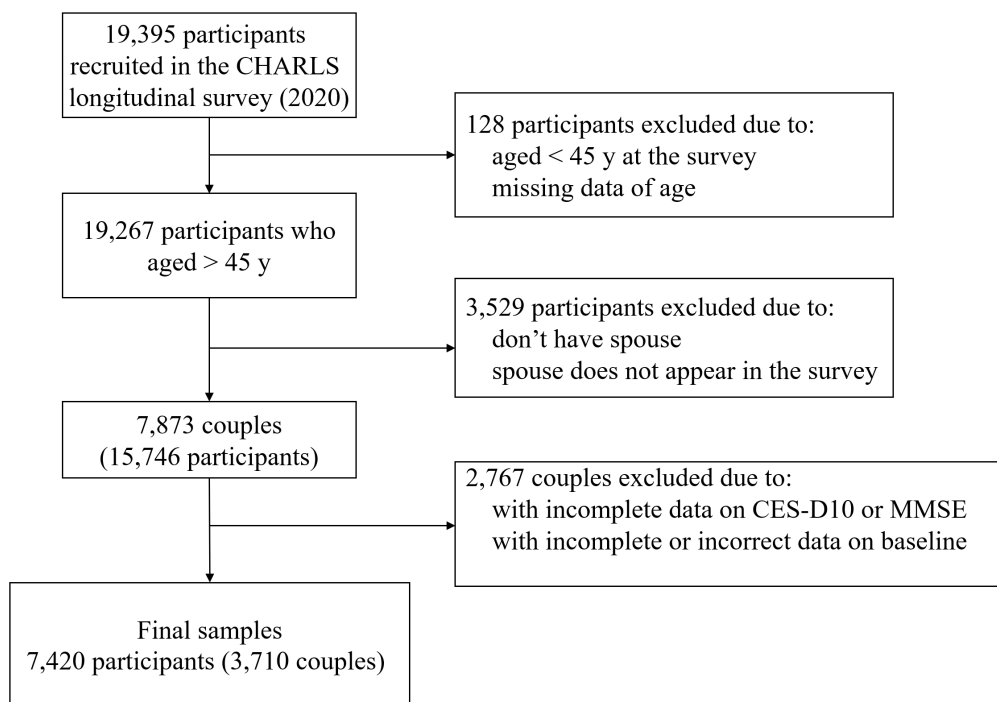 19,395 participants
recruited in the CHARLS
longitudinal survey (2020)
128 participants excluded due to:
aged < 45 y at the survey
missing data of age
19,267 participants who
aged > 45 y
3,529 participants excluded due to:
don’t have spouse
spouse does not appear in the survey
7,873 couples
(15,746 participants)
2,767 couples excluded due to:
with incomplete data on CES-D10 or MMSE
with incomplete or incorrect data on baseline
Final samples
7,420 participants (3,710 couples)